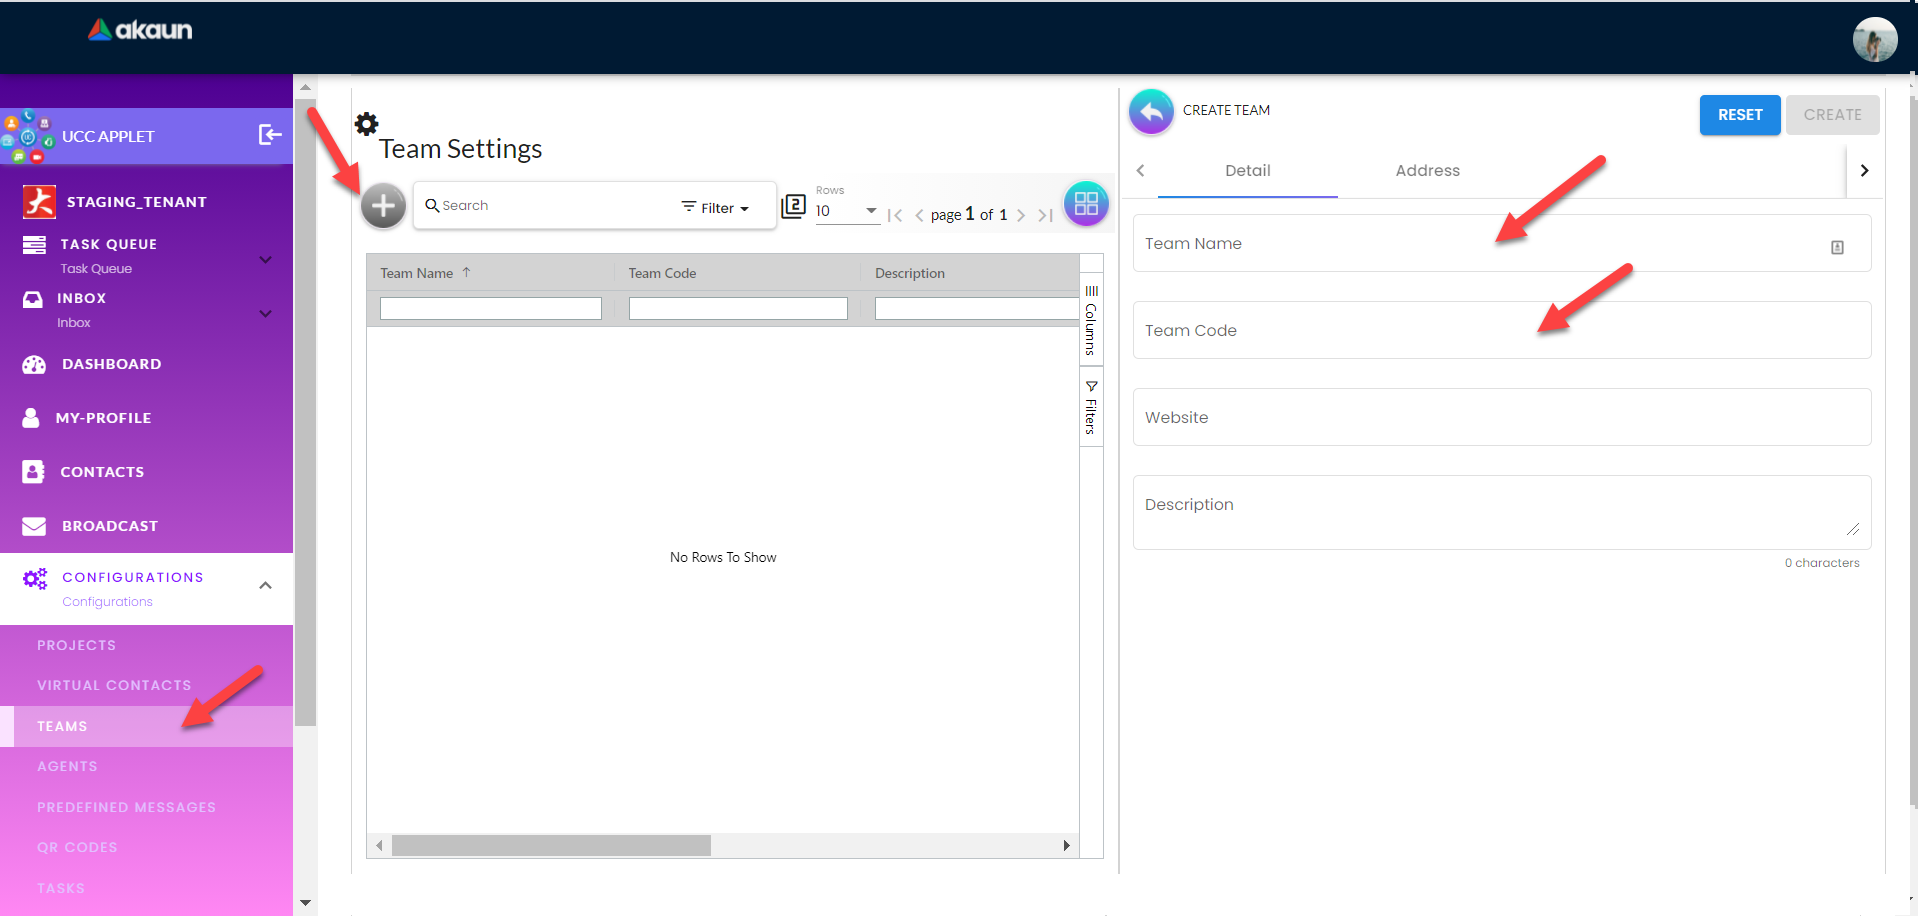 akaun
UCC APPLET
STAGING_TENANT
TASK QUEUE
Task Queue
INBOX
Inbox
DASHBOARD
MY-PROFILE
CONTACTS
BROADCAST
CONFIGURATIONS
Configurations
PROJECTS
VIRTUAL CONTACTS
TEAMS
AGENTS
PREDEFINED MESSAGES
QR CODES
TASKS
Team Settings
Search
Filter
2
Rows
10
page 1 of 1
Team Name ↑ Team Code Description
Columns
Filters
No Rows To Show
CREATE TEAM
RESET
CREATE
Detail
Address
Team Name
Team Code
Website
Description
0 characters